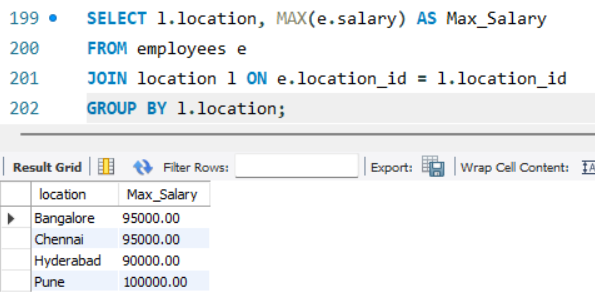 199 SELECT l.location, MAX(e.salary) AS Max_Salary
200 FROM employees e
201 JOIN location l ON e.location_id = l.location_id
202 GROUP BY l.location;
Result Grid Filter Rows: Export: Wrap Cell Content:
location Max_Salary
Bangalore 95000.00
Chennai 95000.00
Hyderabad 90000.00
Pune 100000.00